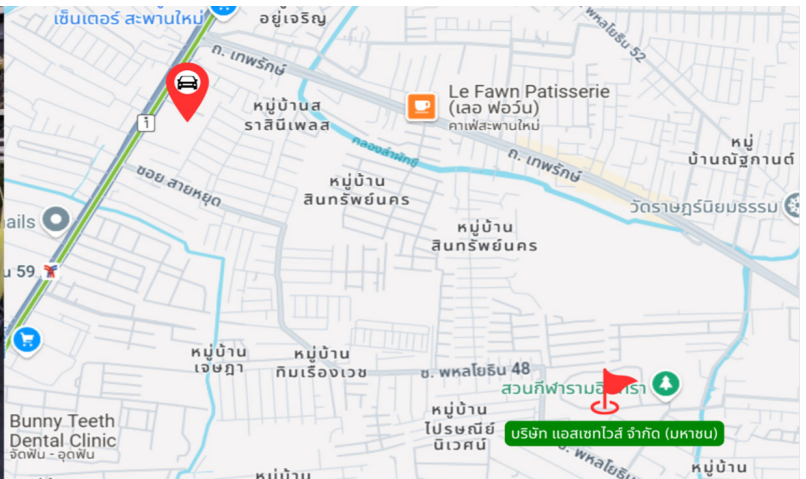 เซ็นเตอร์ สะพานใหม่
อยู่เจริญ
พหลโยธิน 52
ถ. เทพรักษ์
Le Fawn Patisserie
(เลอ ฟอว์น)
คาเฟ่สะพานใหม่
หมู่บ้านส
ราสินีเพลส
1
หมู่
บ้านณัฐกานต์
คลองลำผักชี
ถ. เทพรักษ์
ซอย สายหยุด
หมู่บ้าน
สินทรัพย์นคร
วัดราษฎร์นิยมธรรม
ails
หมู่บ้าน
สินทรัพย์นคร
น 59
หมู่บ้าน
เจษฎา
หมู่บ้าน
ทิมเรืองเวช
ซ. พหลโยธิน 48
สวนกีฬารามอินทรา
หมู่บ้าน
ไปรษณีย์
นิเวศน์
บริษัท แอสเซทไวส์ จำกัด (มหาชน)
Bunny Teeth
Dental Clinic
จัดฟัน - อุดฟัน
ซ. พหลโยธิน
หมู่บ้าน
หมู่บ้าน